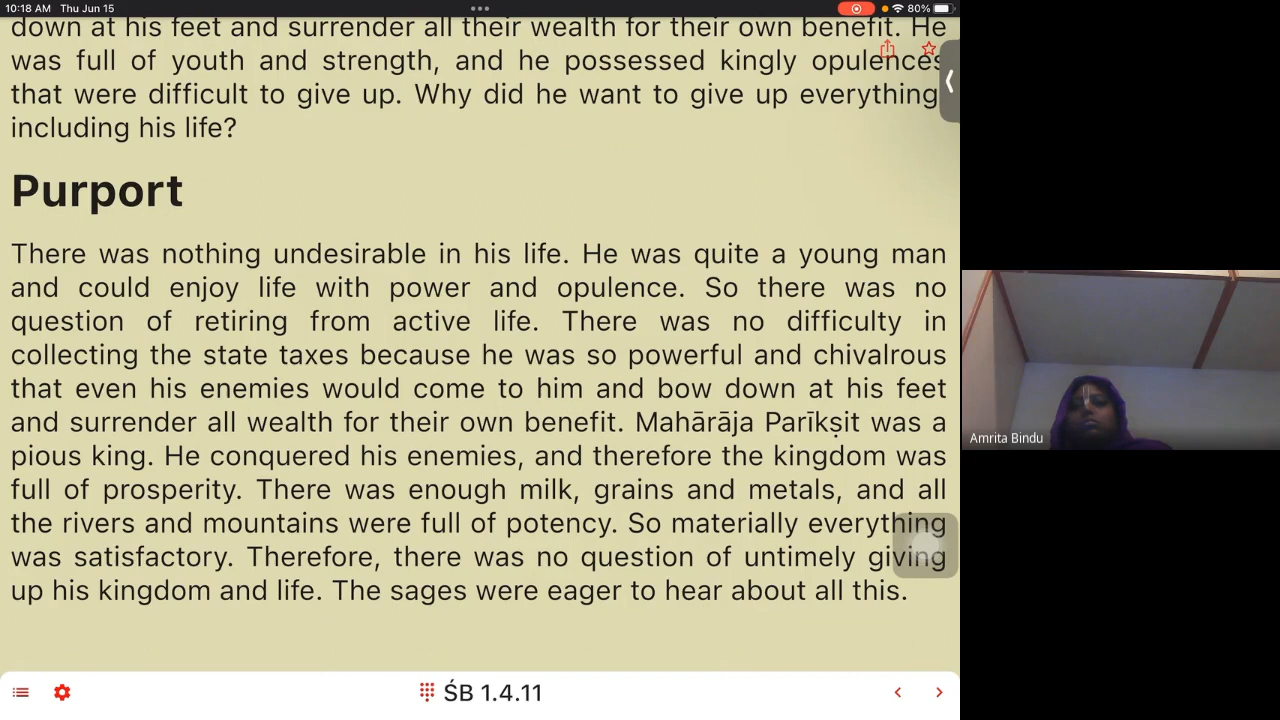 10:18 AM Thu Jun 15
80%
down at his feet and surrender all their wealth for their own benefit. He
was full of youth and strength, and he possessed kingly opulences
that were difficult to give up. Why did he want to give up everything,
including his life?
Purport
There was nothing undesirable in his life. He was quite a young man
and could enjoy life with power and opulence. So there was no
question of retiring from active life. There was no difficulty in
collecting the state taxes because he was so powerful and chivalrous
that even his enemies would come to him and bow down at his feet
and surrender all wealth for their own benefit. Mahārāja Parīkṣit was a
pious king. He conquered his enemies, and therefore the kingdom was
full of prosperity. There was enough milk, grains and metals, and all
the rivers and mountains were full of potency. So materially everything
was satisfactory. Therefore, there was no question of untimely giving
up his kingdom and life. The sages were eager to hear about all this.
ŚB 1.4.11
Amrita Bindu